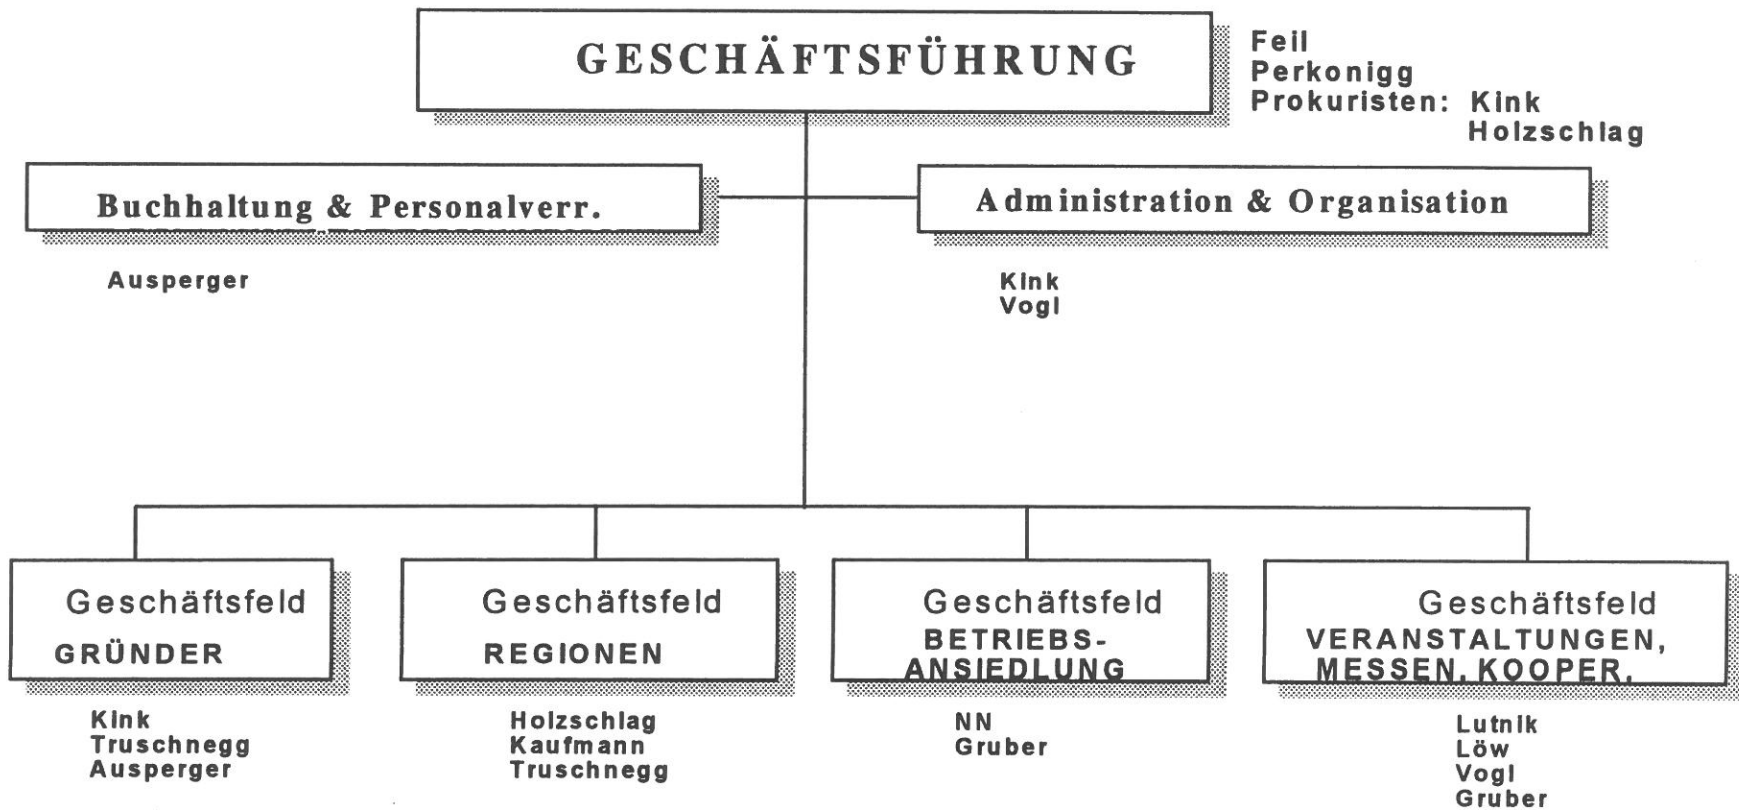 GESCHÄFTSFÜHRUNG
Feil
Perkonigg
Prokuristen: Kink
Holzschlag
Buchhaltung & Personalverr.
Ausperger
Administration & Organisation
Kink
Vogl
Geschäftsfeld
GRÜNDER
Kink
Truschnegg
Ausperger
Geschäftsfeld
REGIONEN
Holzschlag
Kaufmann
Truschnegg
Geschäftsfeld
BETRIEBS-
ANSIEDLUNG
NN
Gruber
Geschäftsfeld
VERANSTALTUNGEN,
MESSEN, KOOPER.
Lutnik
Löw
Vogl
Gruber